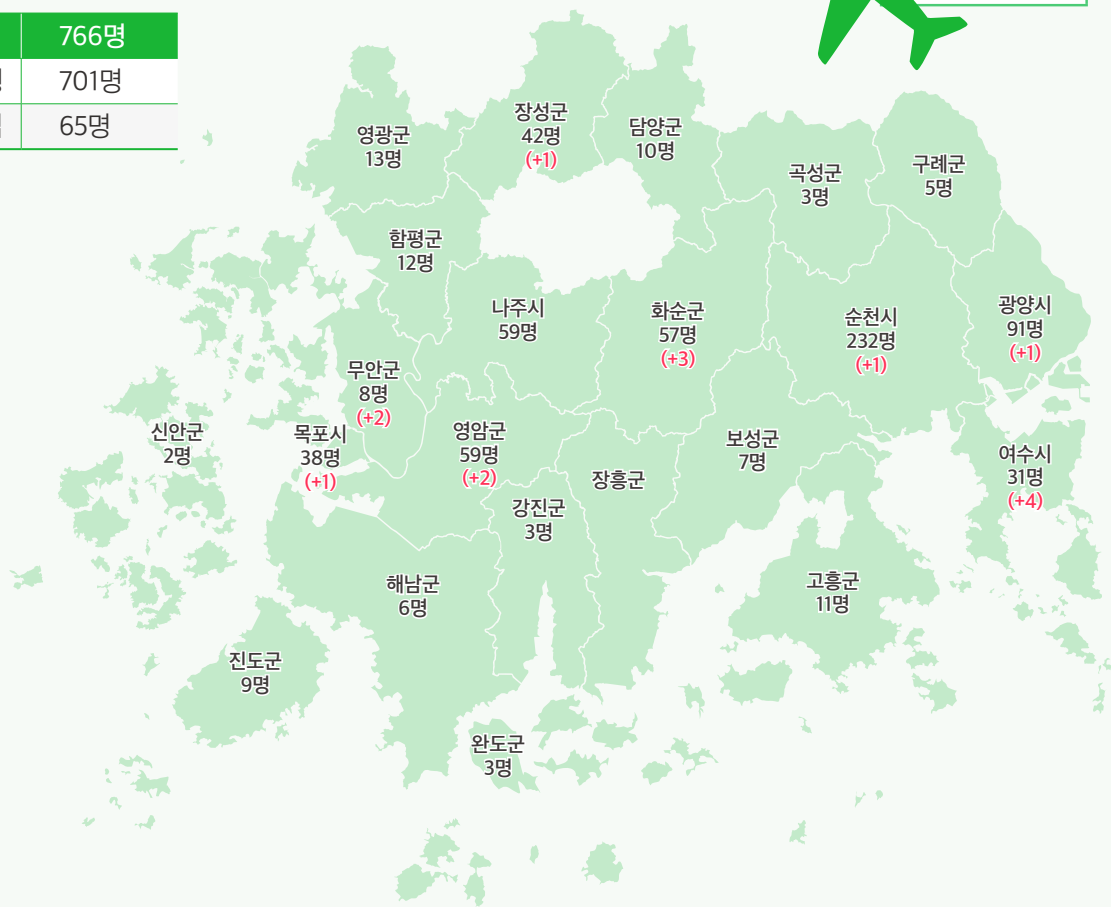 766명
701명
65명
장성군
42명
(+1)
담양군
10명
영광군
13명
곡성군
3명
구례군
5명
함평군
12명
나주시
59명
화순군
57명
(+3)
순천시
232명
(+1)
광양시
91명
(+1)
무안군
8명
(+2)
신안군
2명
목포시
38명
(+1)
영암군
59명
(+2)
장흥군
보성군
7명
여수시
31명
(+4)
강진군
3명
해남군
6명
고흥군
11명
진도군
9명
완도군
3명